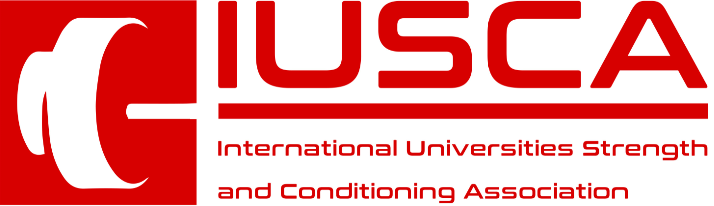 IUSCA
International Universities Strength
and Conditioning Association